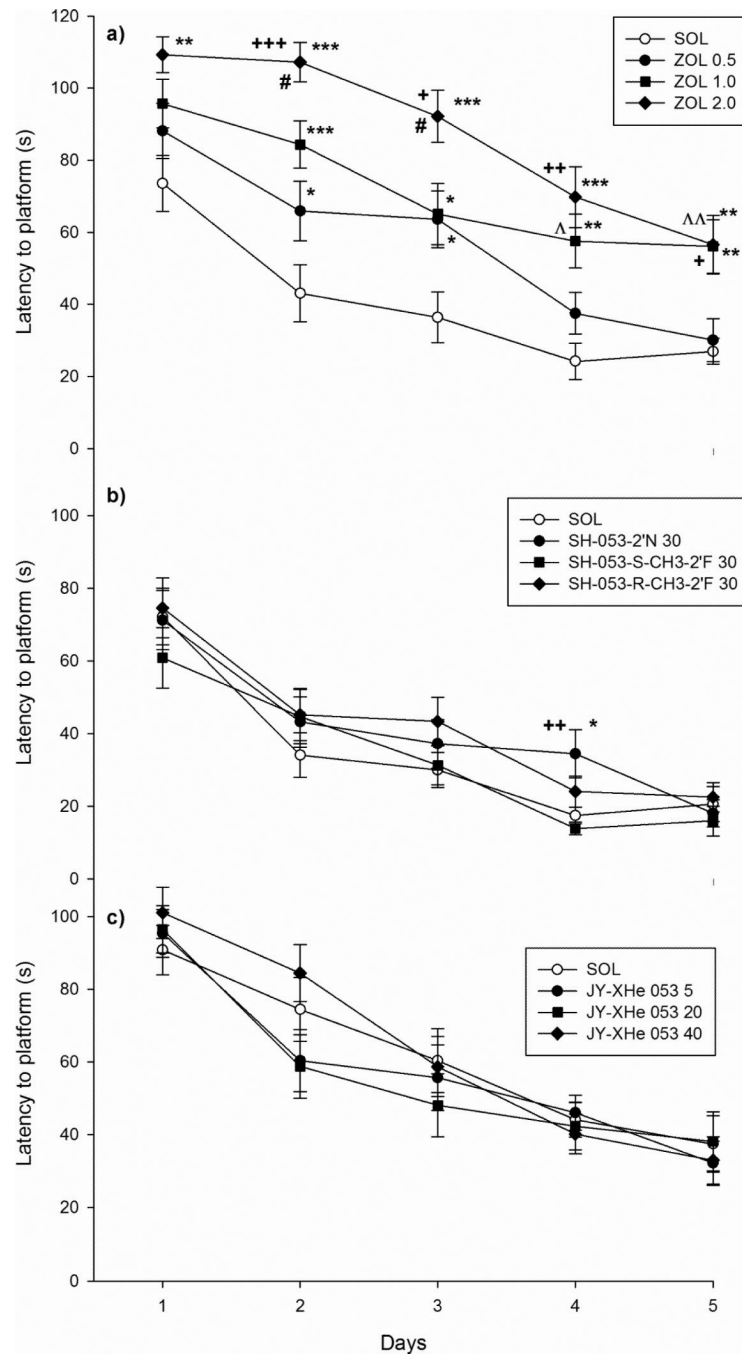 a)
SOL
ZOL 0.5
ZOL 1.0
ZOL 2.0
Latency to platform (s)
120
100
80
60
40
20
0
**
+++ ***
#
+ ***
#
++ ***
ΛΛ **
+ **
***
*
*
*
Λ **
b)
SOL
SH-053-2'N 30
SH-053-S-CH3-2'F 30
SH-053-R-CH3-2'F 30
Latency to platform (s)
100
80
60
40
20
0
++ *
c)
SOL
JY-XHe 053 5
JY-XHe 053 20
JY-XHe 053 40
Latency to platform (s)
100
80
60
40
20
0
1 2 3 4 5
Days